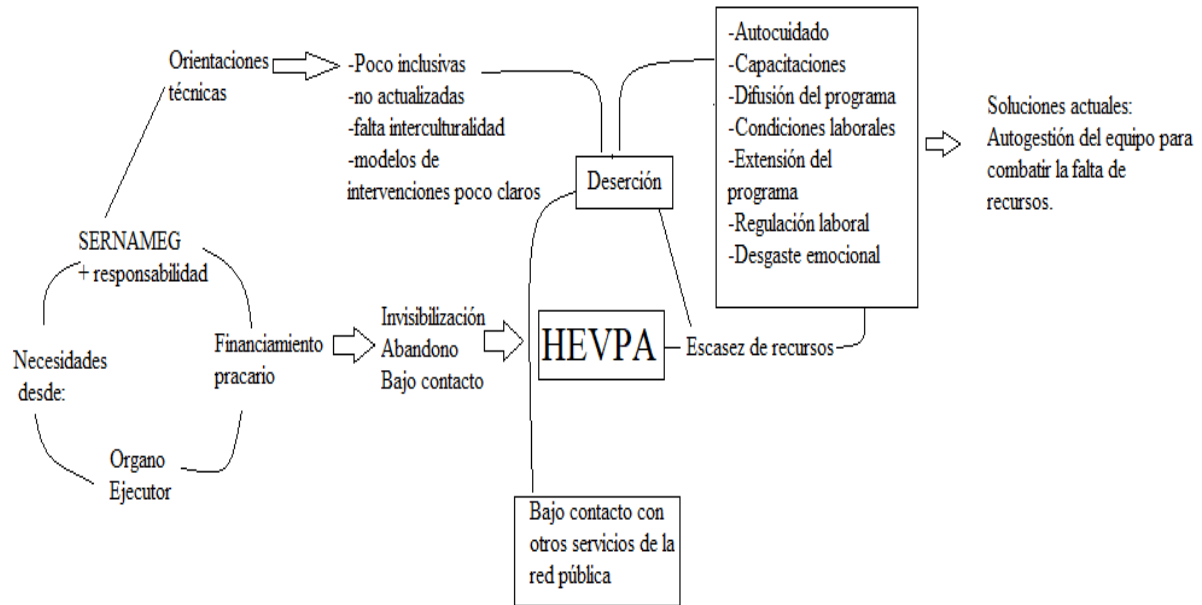 Orientaciones
técnicas
-Poco inclusivas
-no actualizadas
-falta interculturalidad
-modelos de
intervenciones poco claros
Deserción
-Autocuidado
-Capacitaciones
-Difusión del programa
-Condiciones laborales
-Extensión del
programa
-Regulación laboral
-Desgaste emocional
Soluciones actuales:
Autogestión del equipo para
combatir la falta de
recursos.
SERNAMEG
+ responsabilidad
Necesidades
desde:
Financiamiento
pracario
Organo
Ejecutor
Invisibilización
Abandono
Bajo contacto
HEVPA
Escasez de recursos
Bajo contacto con
otros servicios de la
red pública